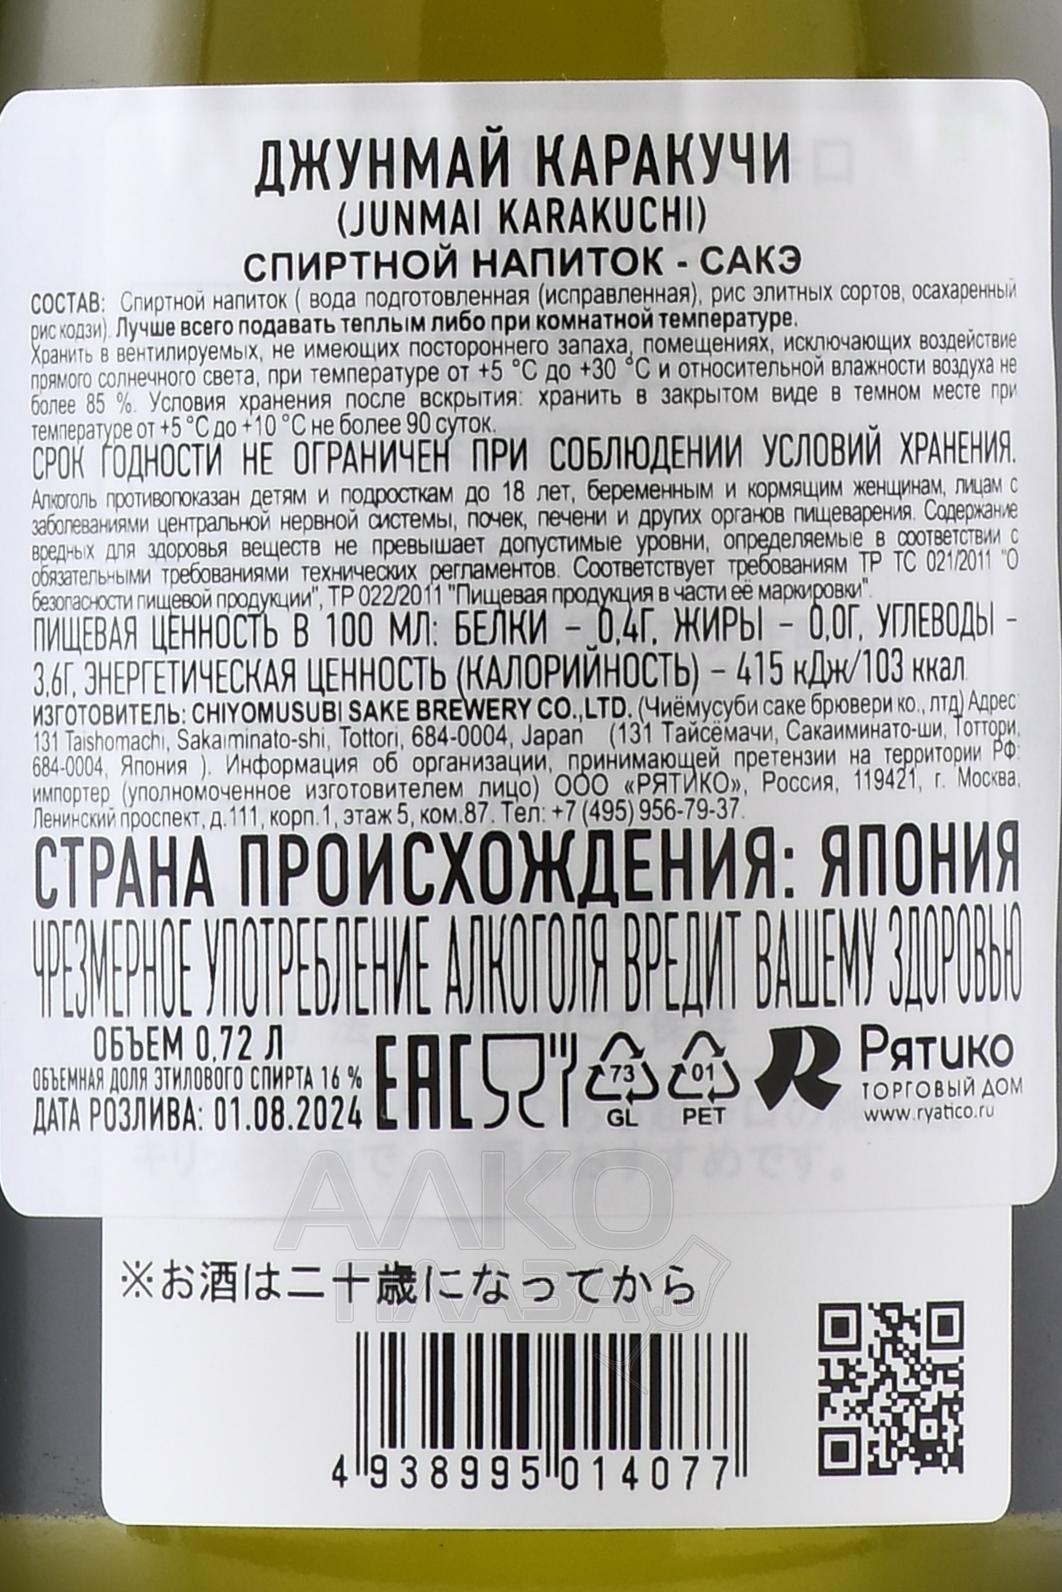 ДЖУНМАЙ КАРАКУЧИ
(JUNMAI KARAKUCHI)
СПИРТНОЙ НАПИТОК - САКЭ
СОСТАВ: Спиртной напиток ( вода подготовленная (исправленная), рис элитных сортов, осахаренный
рис кодзи). Лучше всего подавать теплым либо при комнатной температуре.
Хранить в вентилируемых, не имеющих постороннего запаха, помещениях, исключающих воздействие
прямого солнечного света, при температуре от +5 °С до +30 °С и относительной влажности воздуха не
более 85 %. Условия хранения после вскрытия: хранить в закрытом виде в темном месте при
температуре от +5 °С до +10 °С не более 90 суток.
СРОК ГОДНОСТИ НЕ ОГРАНИЧЕН ПРИ СОБЛЮДЕНИИ УСЛОВИЙ ХРАНЕНИЯ.
Алкоголь противопоказан детям и подросткам до 18 лет, беременным и кормящим женщинам, лицам с
заболеваниями центральной нервной системы, почек, печени и других органов пищеварения. Содержание
вредных для здоровья веществ не превышает допустимые уровни, определяемые в соответствии с
обязательными требованиями технических регламентов. Соответствует требованиям ТР ТС 021/2011 "О
безопасности пищевой продукции", ТР 022/2011 "Пищевая продукция в части её маркировки".
ПИЩЕВАЯ ЦЕННОСТЬ В 100 МЛ: БЕЛКИ – 0,4Г, ЖИРЫ – 0,0Г, УГЛЕВОДЫ –
3,6Г, ЭНЕРГЕТИЧЕСКАЯ ЦЕННОСТЬ (КАЛОРИЙНОСТЬ) – 415 кДж/103 ккал
ИЗГОТОВИТЕЛЬ: CHIYOMUSUBI SAKE BREWERY CO.,LTD. (Чиёмусуби саке брювери ко., лтд) Адрес:
131 Taishomachi, Sakaiminato-shi, Tottori, 684-0004, Japan (131 Тайсёмачи, Сакаиминато-ши, Тоттори,
684-0004, Япония ). Информация об организации, принимающей претензии на территории РФ:
импортер (уполномоченное изготовителем лицо) ООО «РЯТИКО», Россия, 119421, г. Москва,
Ленинский проспект, д.111, корп.1, этаж 5, ком.87. Тел: +7 (495) 956-79-37.
СТРАНА ПРОИСХОЖДЕНИЯ: ЯПОНИЯ
ЧРЕЗМЕРНОЕ УПОТРЕБЛЕНИЕ АЛКОГОЛЯ ВРЕДИТ ВАШЕМУ ЗДОРОВЬЮ
ОБЪЕМ 0,72 Л
ОБЪЕМНАЯ ДОЛЯ ЭТИЛОВОГО СПИРТА 16 %
ДАТА РОЗЛИВА: 01.08.2024
EAC
73
GL
01
PET
Рятико
ТОРГОВЫЙ ДОМ
www.ryatico.ru
АЛКО
ПЛАЗА.ru
※お酒は二十歳になってから
4 938995 014077